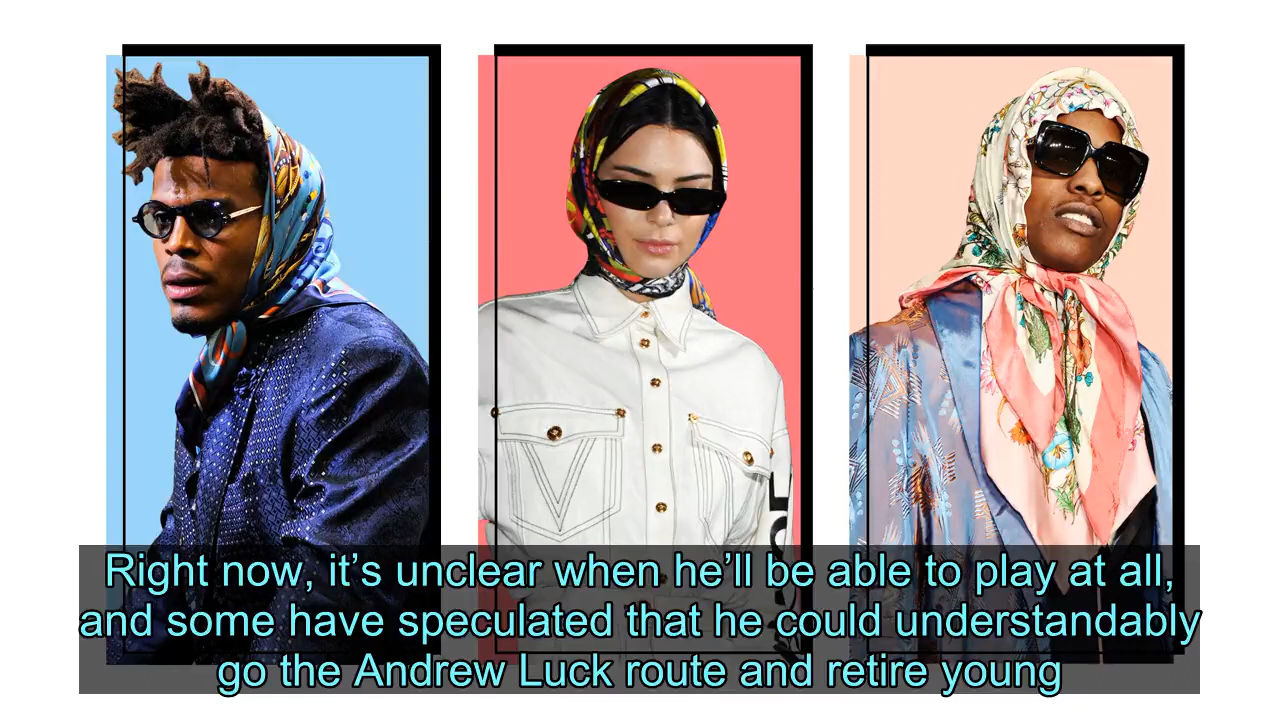 Right now, it’s unclear when he’ll be able to play at all,
and some have speculated that he could understandably
go the Andrew Luck route and retire young